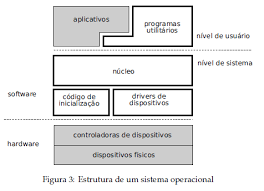 aplicativos
programas
utilitários
nível de usuário
nível de sistema
núcleo
software
código de
inicialização
drivers de
dispositivos
hardware
controladoras de dispositivos
dispositivos físicos
Figura 3: Estrutura de um sistema operacional